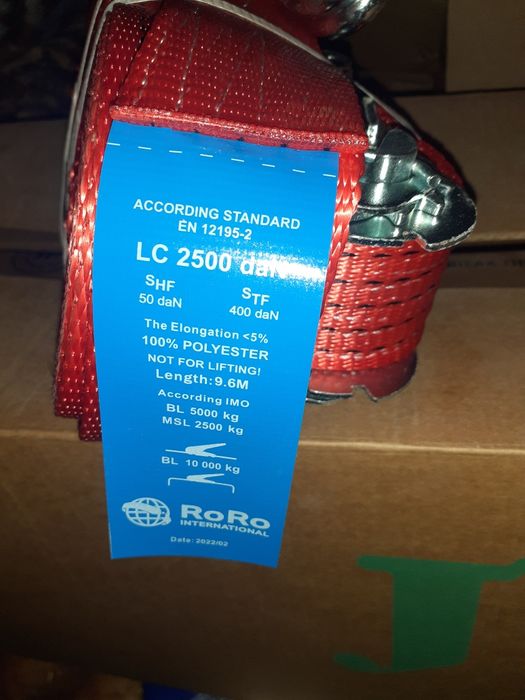 ACCORDING STANDARD
EN 12195-2
LC 2500 daN
SHF STF
50 daN 400 daN
The Elongation <5%
100% POLYESTER
NOT FOR LIFTING!
Length:9.6M
According IMO
BL 5000 kg
MSL 2500 kg
BL 10 000 kg
RoRo
INTERNATIONAL
Date: 2022/02